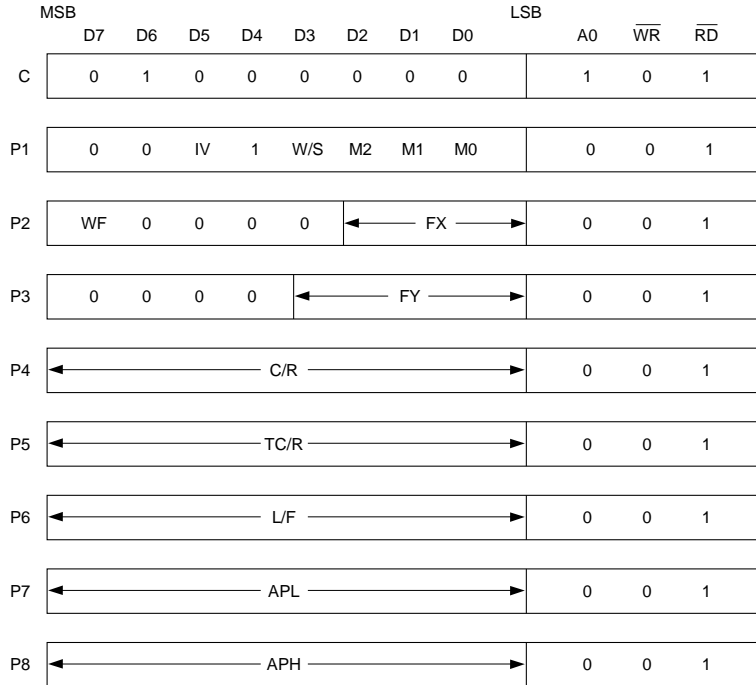 MSB LSB
D7 D6 D5 D4 D3 D2 D1 D0 A0 W̅R̅ R̅D̅
C 0 1 0 0 0 0 0 0 1 0 1
P1 0 0 IV 1 W/S M2 M1 M0 0 0 1
P2 WF 0 0 0 0 FX 0 0 1
P3 0 0 0 0 FY 0 0 1
P4 C/R 0 0 1
P5 TC/R 0 0 1
P6 L/F 0 0 1
P7 APL 0 0 1
P8 APH 0 0 1